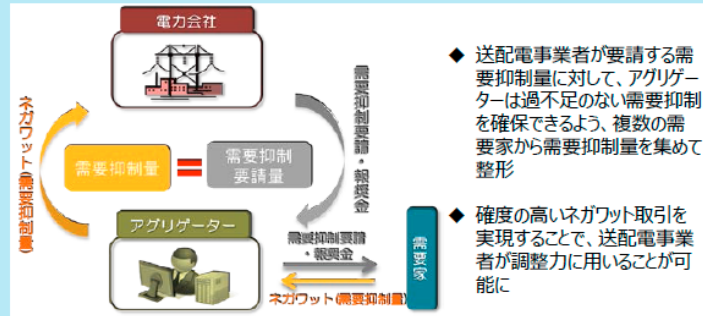 電力会社
需要抑制要請・報奨金
ネガワット(需要抑制量)
需要抑制量
=
需要抑制
要請量
アグリゲーター
需要抑制要請
・報奨金
ネガワット(需要抑制量)
需要家
◆ 送配電事業者が要請する需
要抑制量に対して、アグリゲー
ターは過不足のない需要抑制
を確保できるよう、複数の需
要家から需要抑制量を集めて
整形
◆ 確度の高いネガワット取引を
実現することで、送配電事業
者が調整力に用いることが可
能に